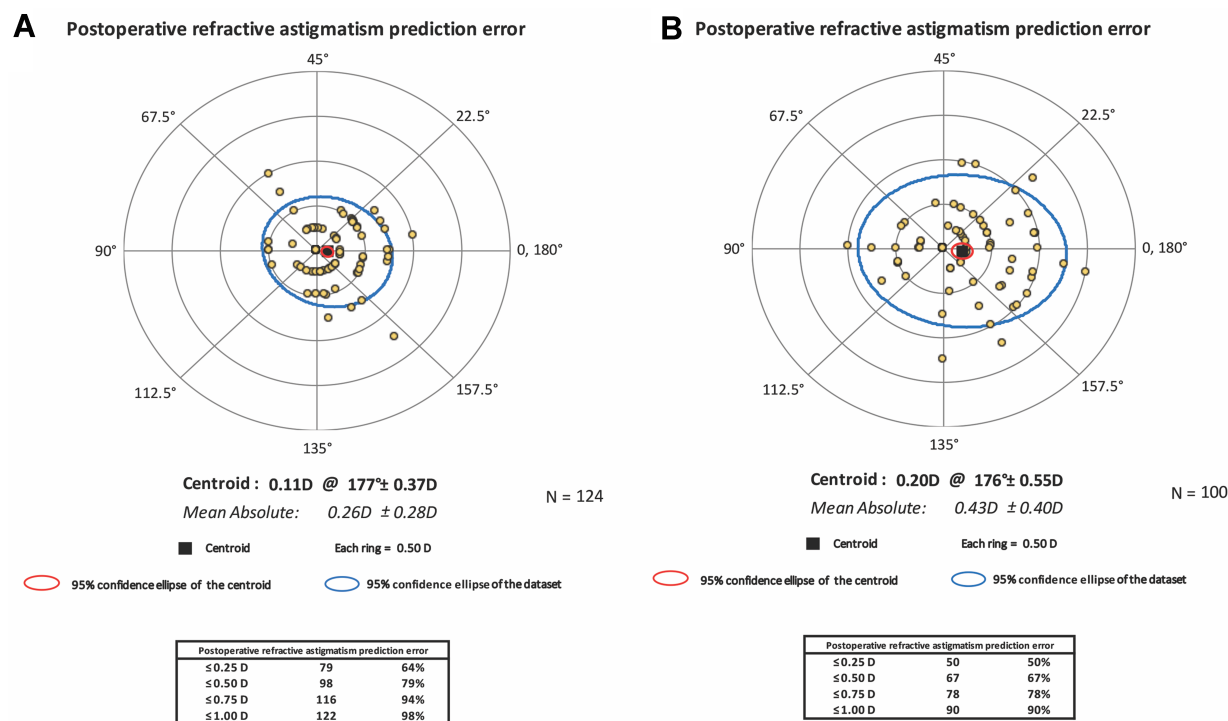 A Postoperative refractive astigmatism prediction error
45°
67.5° 22.5°
90° 0, 180°
112.5° 157.5°
135°
Centroid : 0.11D @ 177°± 0.37D
Mean Absolute: 0.26D ± 0.28D
N = 124
Centroid Each ring = 0.50 D
95% confidence ellipse of the centroid 95% confidence ellipse of the dataset
Postoperative refractive astigmatism prediction error
≤ 0.25 D 79 64%
≤ 0.50 D 98 79%
≤ 0.75 D 116 94%
≤ 1.00 D 122 98%
B Postoperative refractive astigmatism prediction error
45°
67.5° 22.5°
90° 0, 180°
112.5° 157.5°
135°
Centroid : 0.20D @ 176°± 0.55D
Mean Absolute: 0.43D ± 0.40D
N = 100
Centroid Each ring = 0.50 D
95% confidence ellipse of the centroid 95% confidence ellipse of the dataset
Postoperative refractive astigmatism prediction error
≤ 0.25 D 50 50%
≤ 0.50 D 67 67%
≤ 0.75 D 78 78%
≤ 1.00 D 90 90%